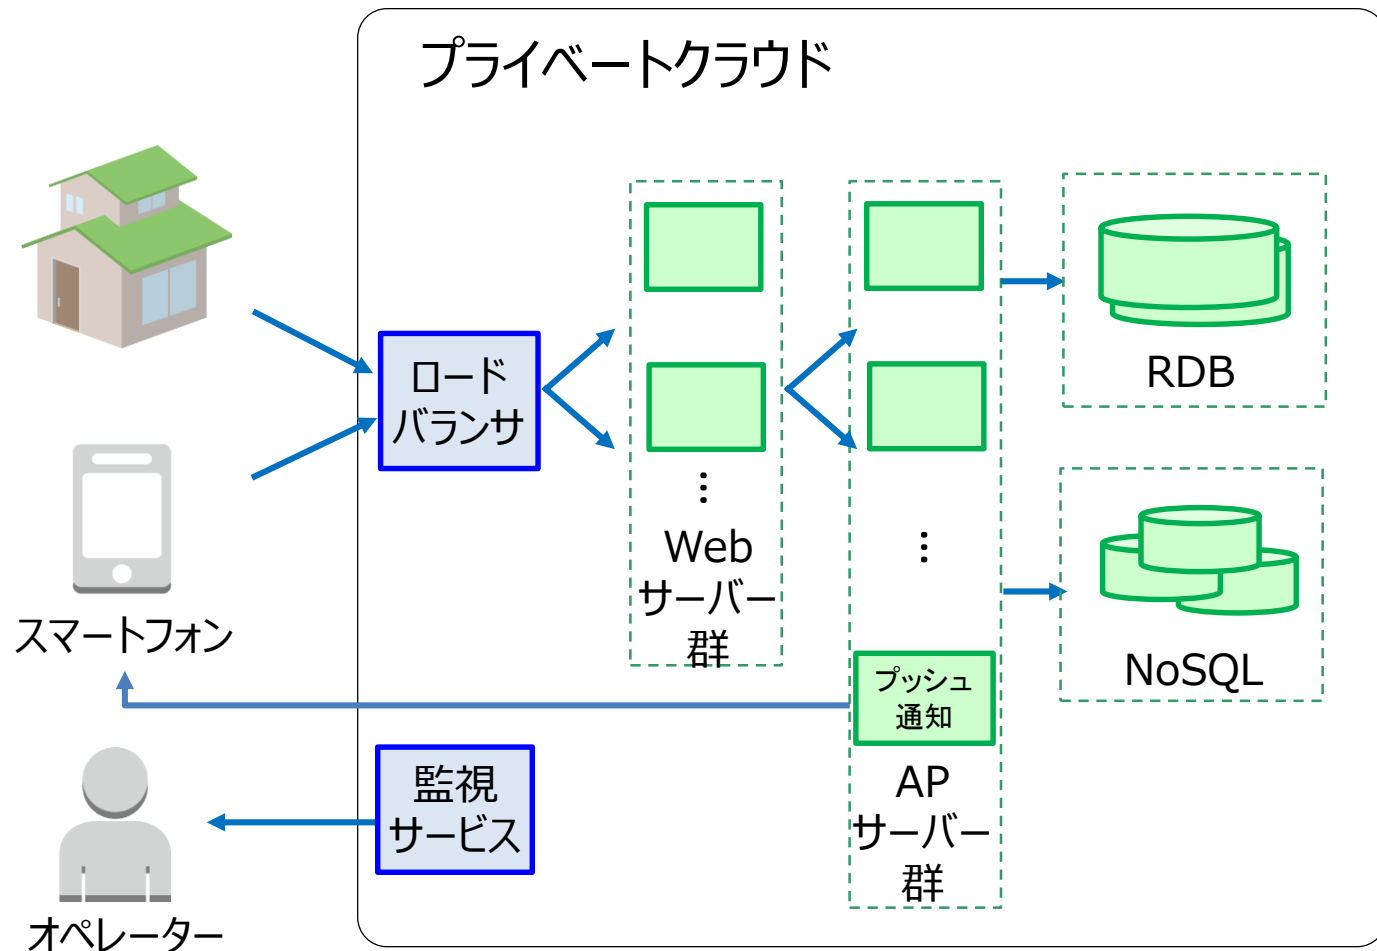 プライベートクラウド
ロード
バランサ
⋮
Web
サーバー
群
⋮
プッシュ
通知
AP
サーバー
群
RDB
NoSQL
スマートフォン
監視
サービス
オペレーター